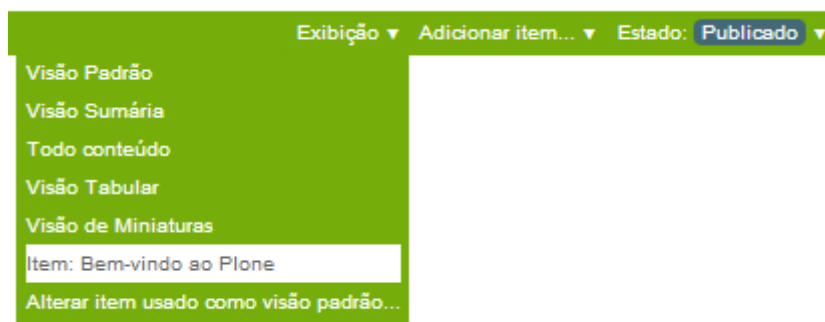 Exibição ▼ Adicionar item... ▼ Estado: Publicado ▼
Visão Padrão
Visão Sumária
Todo conteúdo
Visão Tabular
Visão de Miniaturas
Item: Bem-vindo ao Plone
Alterar item usado como visão padrão...